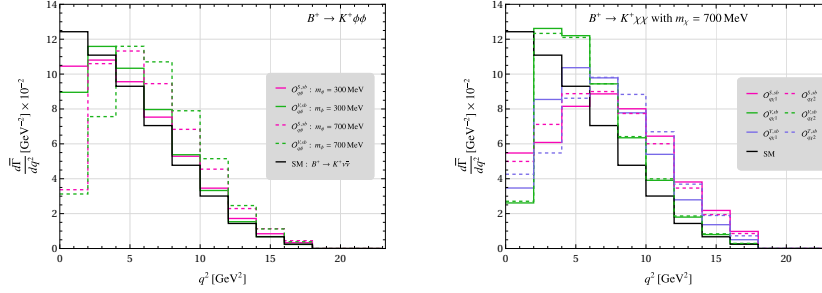 B⁺ → K⁺ϕϕ
14
12
10
8
6
4
2
0
dΓ̅/dq² [GeV⁻²] × 10⁻²
O_{qϕ}^{S,sb} : m_ϕ = 300 MeV
O_{qϕ}^{V,sb} : m_ϕ = 300 MeV
O_{qϕ}^{S,sb} : m_ϕ = 700 MeV
O_{qϕ}^{V,sb} : m_ϕ = 700 MeV
SM : B⁺ → K⁺νν̅
0 5 10 15 20
q² [GeV²]
B⁺ → K⁺χχ with m_χ = 700 MeV
14
12
10
8
6
4
2
0
dΓ̅/dq² [GeV⁻²] × 10⁻²
O_{qχ1}^{S,sb} O_{qχ2}^{S,sb}
O_{qχ1}^{V,sb} O_{qχ2}^{V,sb}
O_{qχ1}^{T,sb} O_{qχ2}^{T,sb}
SM
0 5 10 15 20
q² [GeV²]